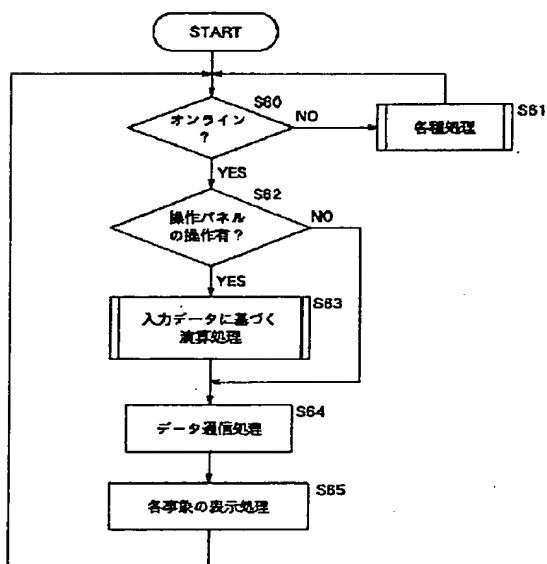 START
S60
オンライン
?
NO
S61
各種処理
YES
S62
操作パネル
の操作有?
NO
YES
S63
入力データに基づく
演算処理
S64
データ通信処理
S65
各事象の表示処理